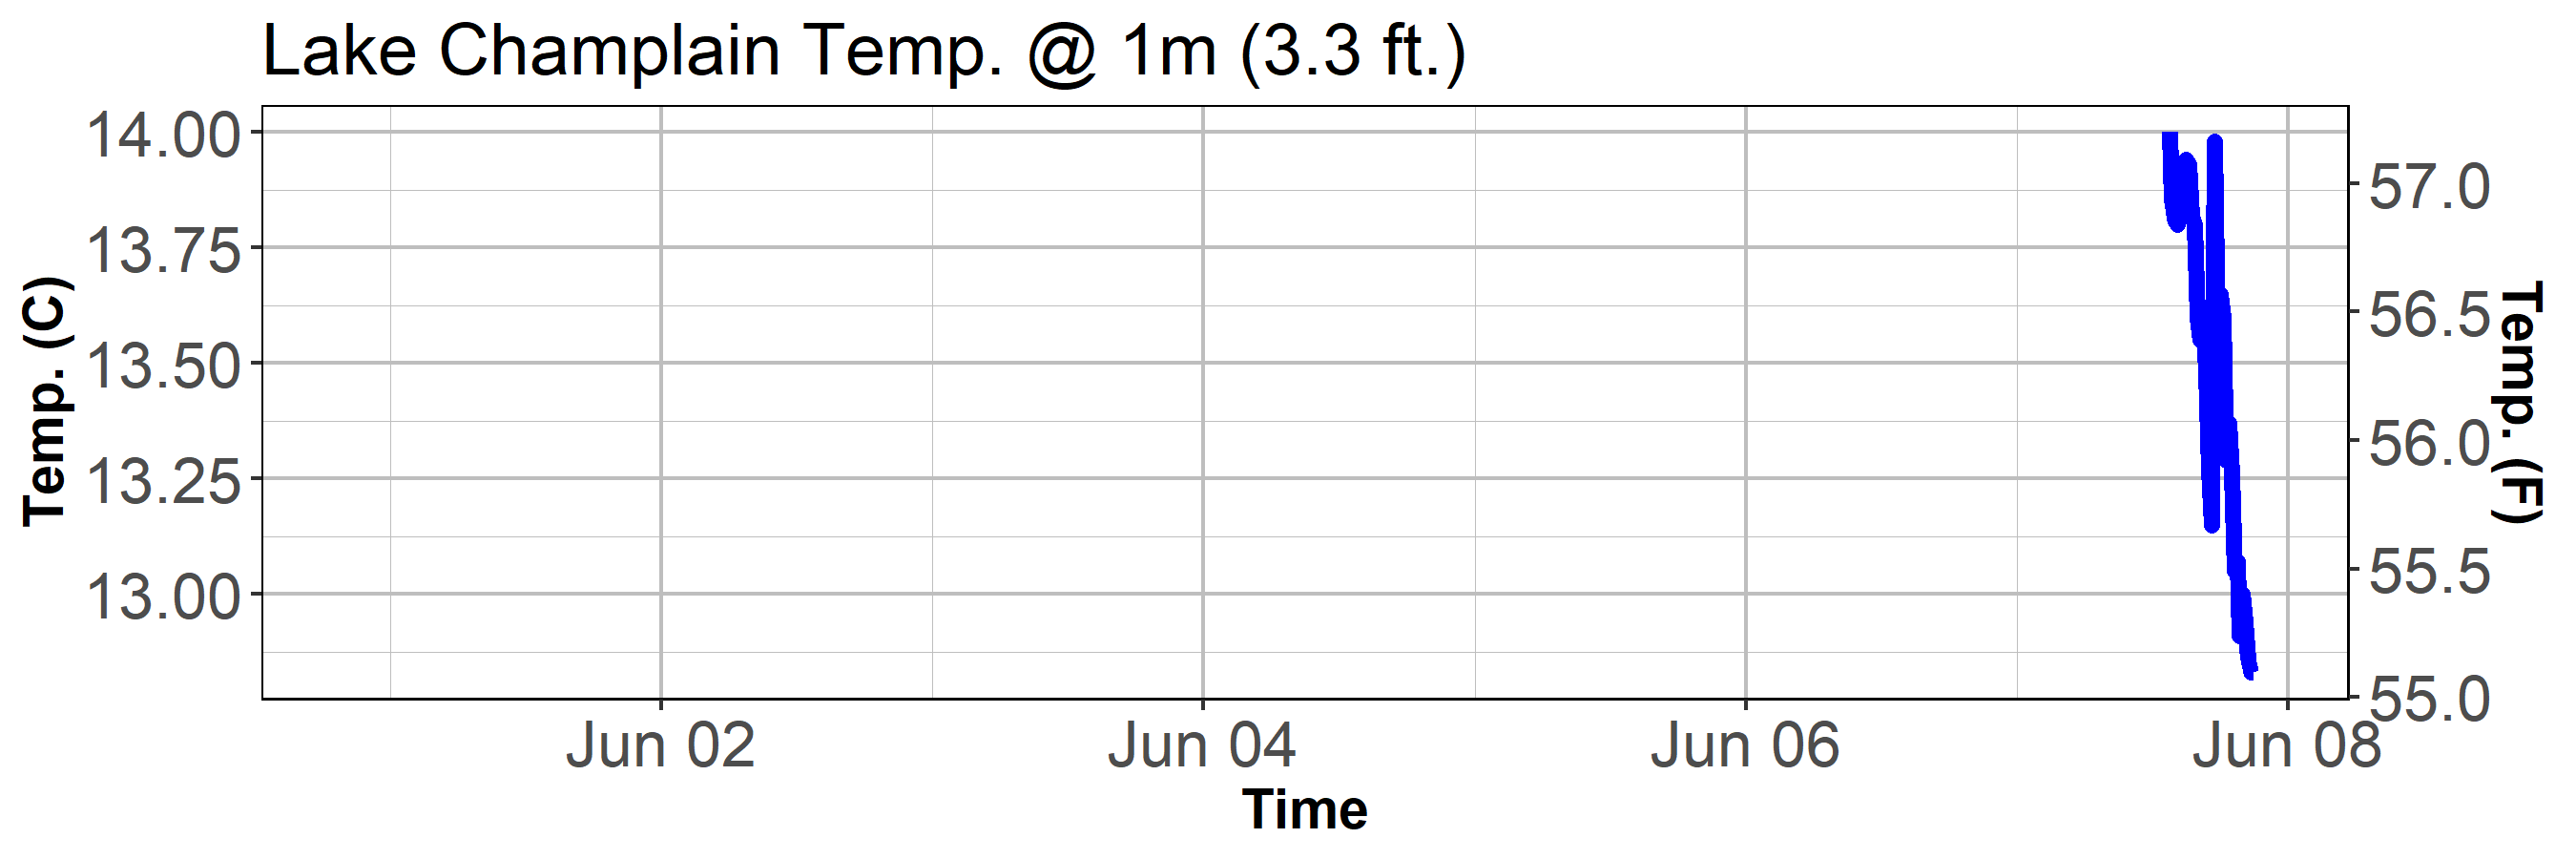 Lake Champlain Temp. @ 1m (3.3 ft.)
Temp. (C)
14.00
13.75
13.50
13.25
13.00
57.0
56.5
56.0
55.5
55.0
Temp. (F)
Jun 02 Jun 04 Jun 06 Jun 08
Time